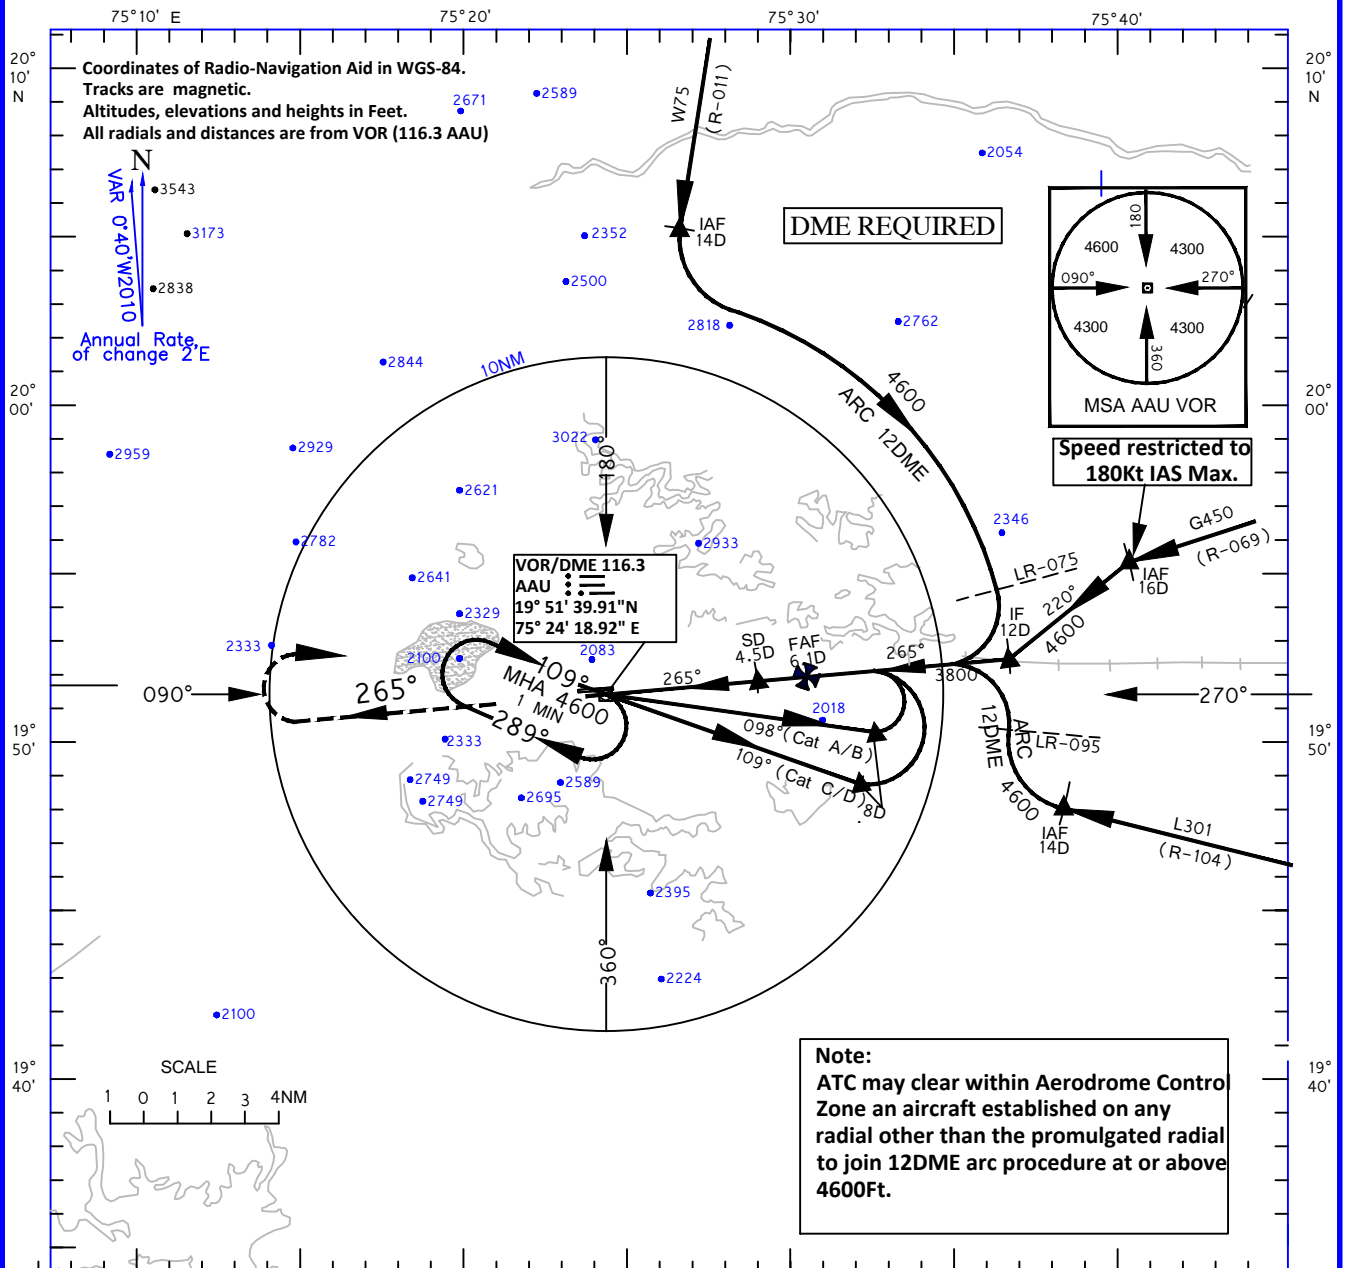 75°10' E
75°20'
75°30'
75°40'
20°
10'
N
20°
10'
N
Coordinates of Radio-Navigation Aid in WGS-84.
Tracks are magnetic.
Altitudes, elevations and heights in Feet.
All radials and distances are from VOR (116.3 AAU)
2671
2589
W75
(R-011)
2054
N
3543
3173
2838
VAR 0°40'W2010
Annual Rate
of change 2'E
2352
2500
IAF
14D
DME REQUIRED
180
4600
4300
090°
270°
4300
4300
360
MSA AAU VOR
2818
2762
2844
10NM
4600
ARC 12DME
20°
00'
20°
00'
2959
2929
3022
180°
Speed restricted to
180Kt IAS Max.
2621
2782
2933
2346
G450
(R-069)
2641
VOR/DME 116.3
AAU
19° 51' 39.91"N
75° 24' 18.92" E
LR-075
IAF
16D
220°
4600
2329
2333
2100
2083
SD
4.5D
FAF
6.1D
IF
12D
265°
265°
3800
109°
MHA 4600
1 MIN
289°
090°
265°
270°
2018
098°(Cat A/B)
109° (Cat C/D)
8D
12DME
ARC
4600
LR-095
19°
50'
19°
50'
2333
2749
2749
2589
2695
IAF
14D
L301
(R-104)
2395
360°
2224
2100
SCALE
1 0 1 2 3 4NM
19°
40'
19°
40'
Note:
ATC may clear within Aerodrome Control
Zone an aircraft established on any
radial other than the promulgated radial
to join 12DME arc procedure at or above
4600Ft.